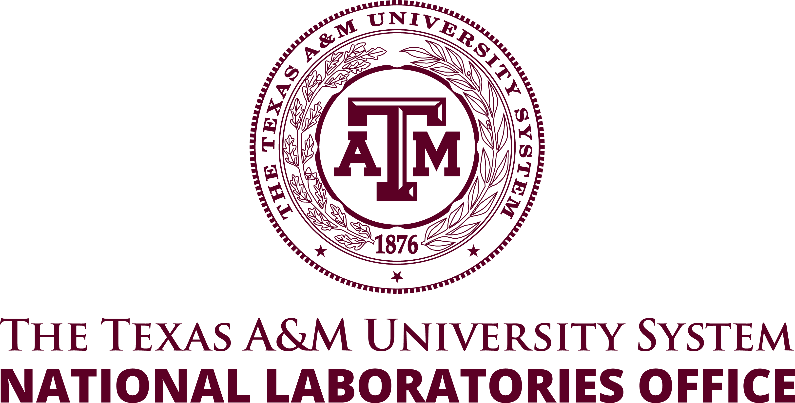 THE TEXAS A&M UNIVERSITY SYSTEM
ATM
1876
THE TEXAS A&M UNIVERSITY SYSTEM
NATIONAL LABORATORIES OFFICE